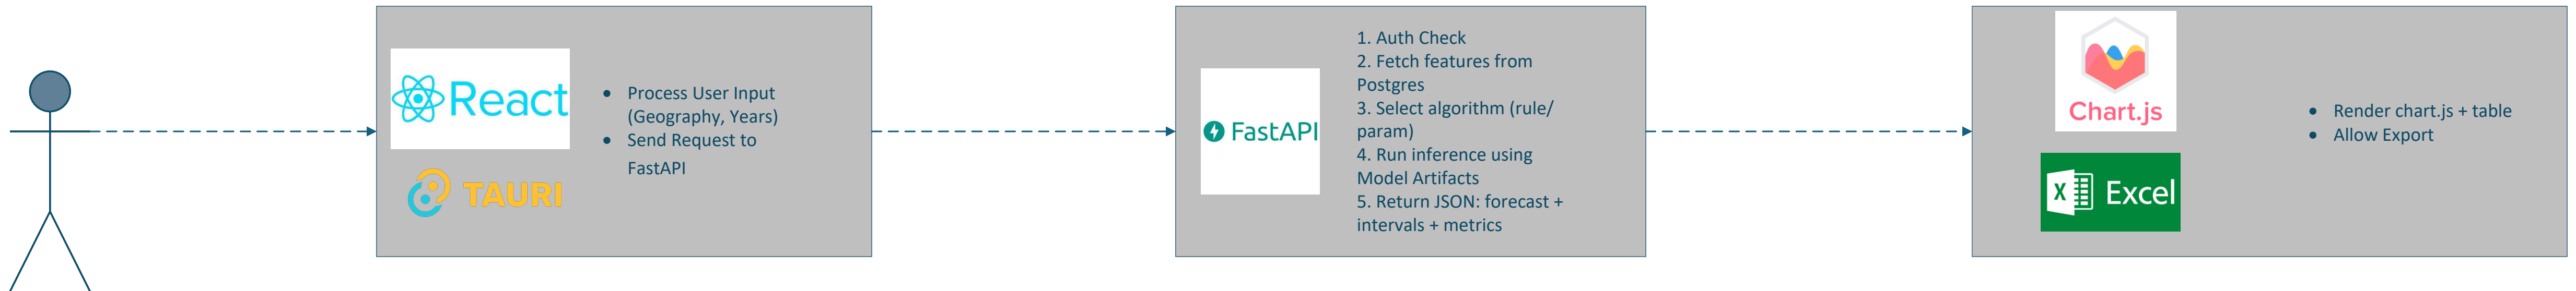 React
TAURI
• Process User Input
(Geography, Years)
• Send Request to
FastAPI
FastAPI
1. Auth Check
2. Fetch features from
Postgres
3. Select algorithm (rule/
param)
4. Run inference using
Model Artifacts
5. Return JSON: forecast +
intervals + metrics
Chart.js
X Excel
• Render chart.js + table
• Allow Export